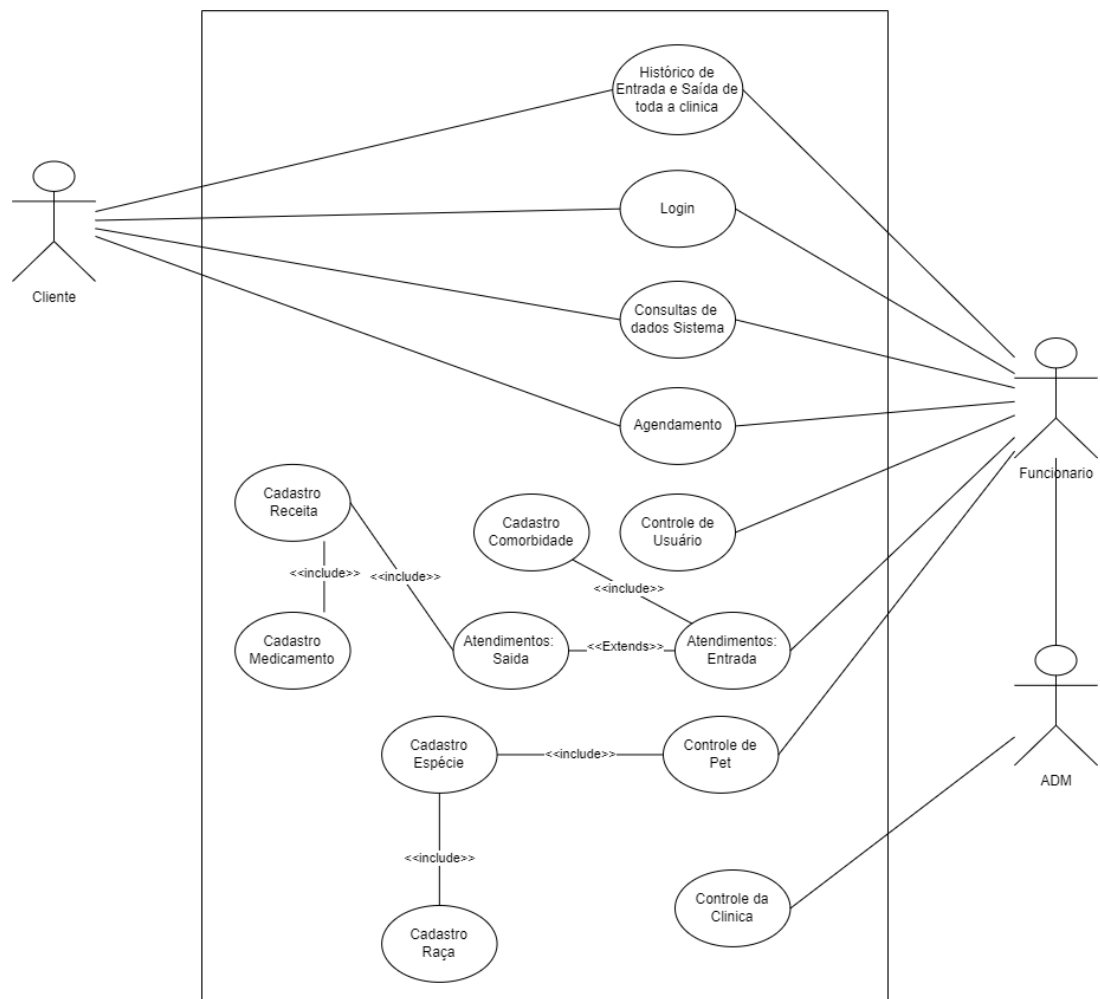 Histórico de
Entrada e Saída de
toda a clinica
Login
Cliente
Consultas de
dados Sistema
Agendamento
Funcionario
Cadastro
Receita
Cadastro
Comorbidade
Controle de
Usuário
<<include>>
<<include>>
<<include>>
Cadastro
Medicamento
Atendimentos:
Saida
<<Extends>>
Atendimentos:
Entrada
Cadastro
Espécie
<<include>>
Controle de
Pet
ADM
<<include>>
Cadastro
Raça
Controle da
Clinica